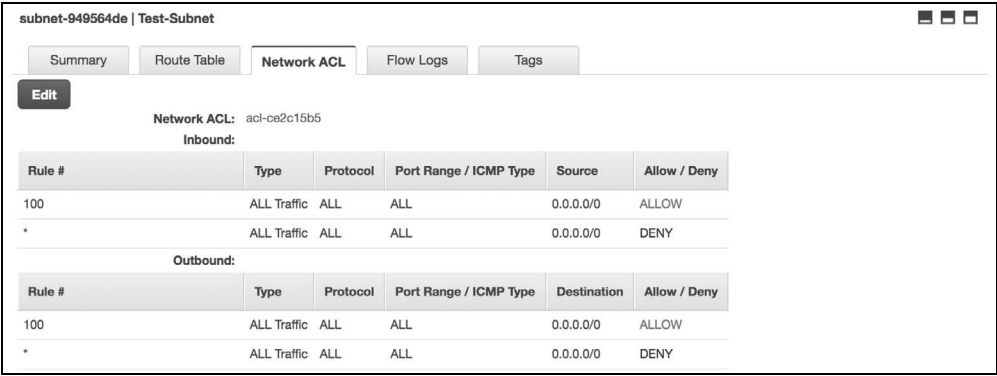 subnet-949564de | Test-Subnet
Summary Route Table Network ACL Flow Logs Tags
Edit
Network ACL: acl-ce2c15b5
Inbound:
Rule # Type Protocol Port Range / ICMP Type Source Allow / Deny
100 ALL Traffic ALL ALL 0.0.0.0/0 ALLOW
* ALL Traffic ALL ALL 0.0.0.0/0 DENY
Outbound:
Rule # Type Protocol Port Range / ICMP Type Destination Allow / Deny
100 ALL Traffic ALL ALL 0.0.0.0/0 ALLOW
* ALL Traffic ALL ALL 0.0.0.0/0 DENY